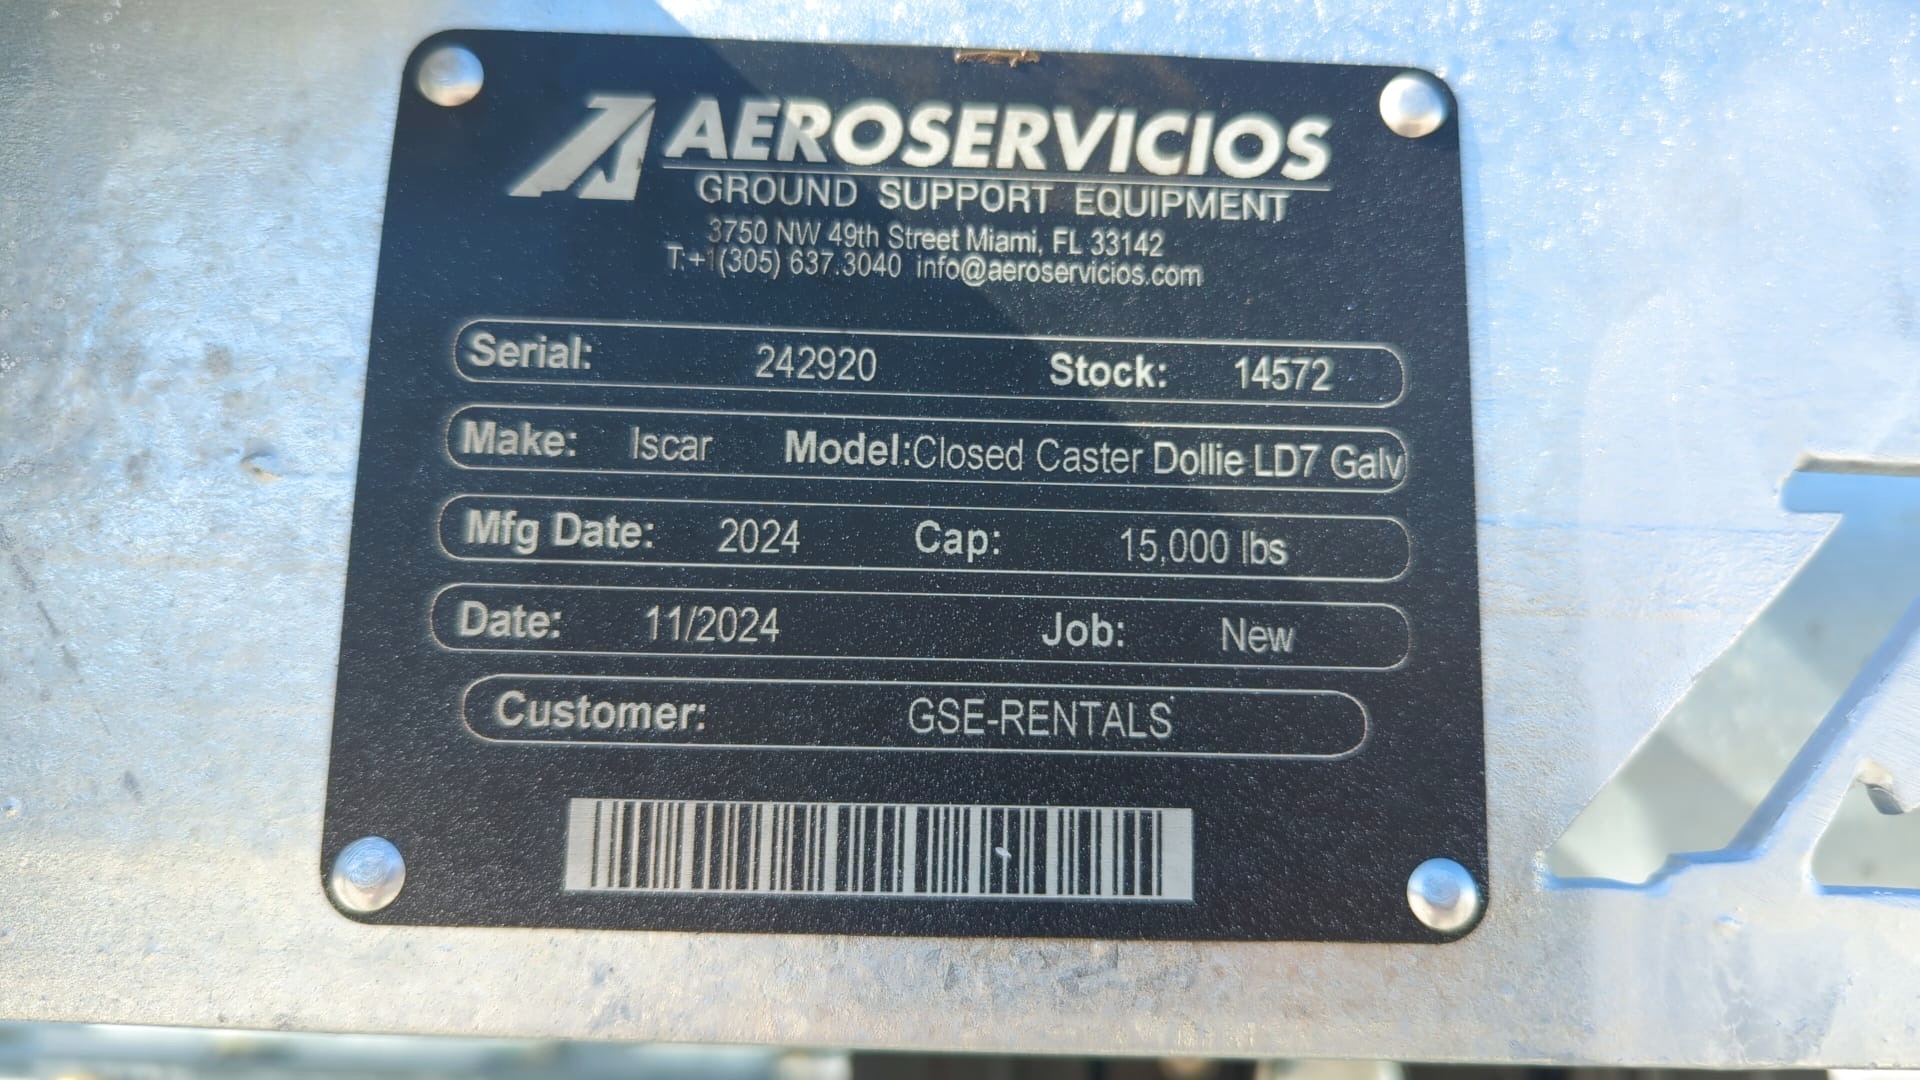 AEROSERVICIOS
GROUND SUPPORT EQUIPMENT
3750 NW 49th Street Miami, FL 33142
T:+1(305) 637.3040 info@aeroservicios.com
Serial: 242920 Stock: 14572
Make: Iscar Model:Closed Caster Dollie LD7 Galv
Mfg Date: 2024 Cap: 15,000 lbs
Date: 11/2024 Job: New
Customer: GSE-RENTALS